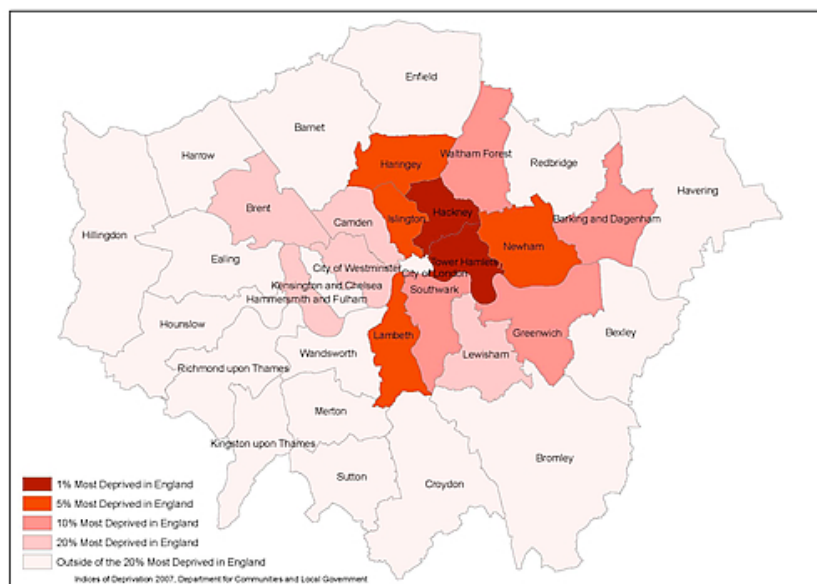 Enfield
Barnet
Harrow
Haringey
Waltham Forest
Redbridge
Havering
Brent
Hillingdon
Camden
Islington
Hackney
Newham
Barking and Dagenham
Ealing
City of Westminster
Tower Hamlets
City of London
Kensington and Chelsea
Southwark
Hammersmith and Fulham
Hounslow
Lambeth
Greenwich
Bexley
Wandsworth
Lewisham
Richmond upon Thames
Merton
Kingston upon Thames
Bromley
Sutton
Croydon
1% Most Deprived in England
5% Most Deprived in England
10% Most Deprived in England
20% Most Deprived in England
Outside of the 20% Most Deprived in England
Indices of Deprivation 2007, Department for Communities and Local Government